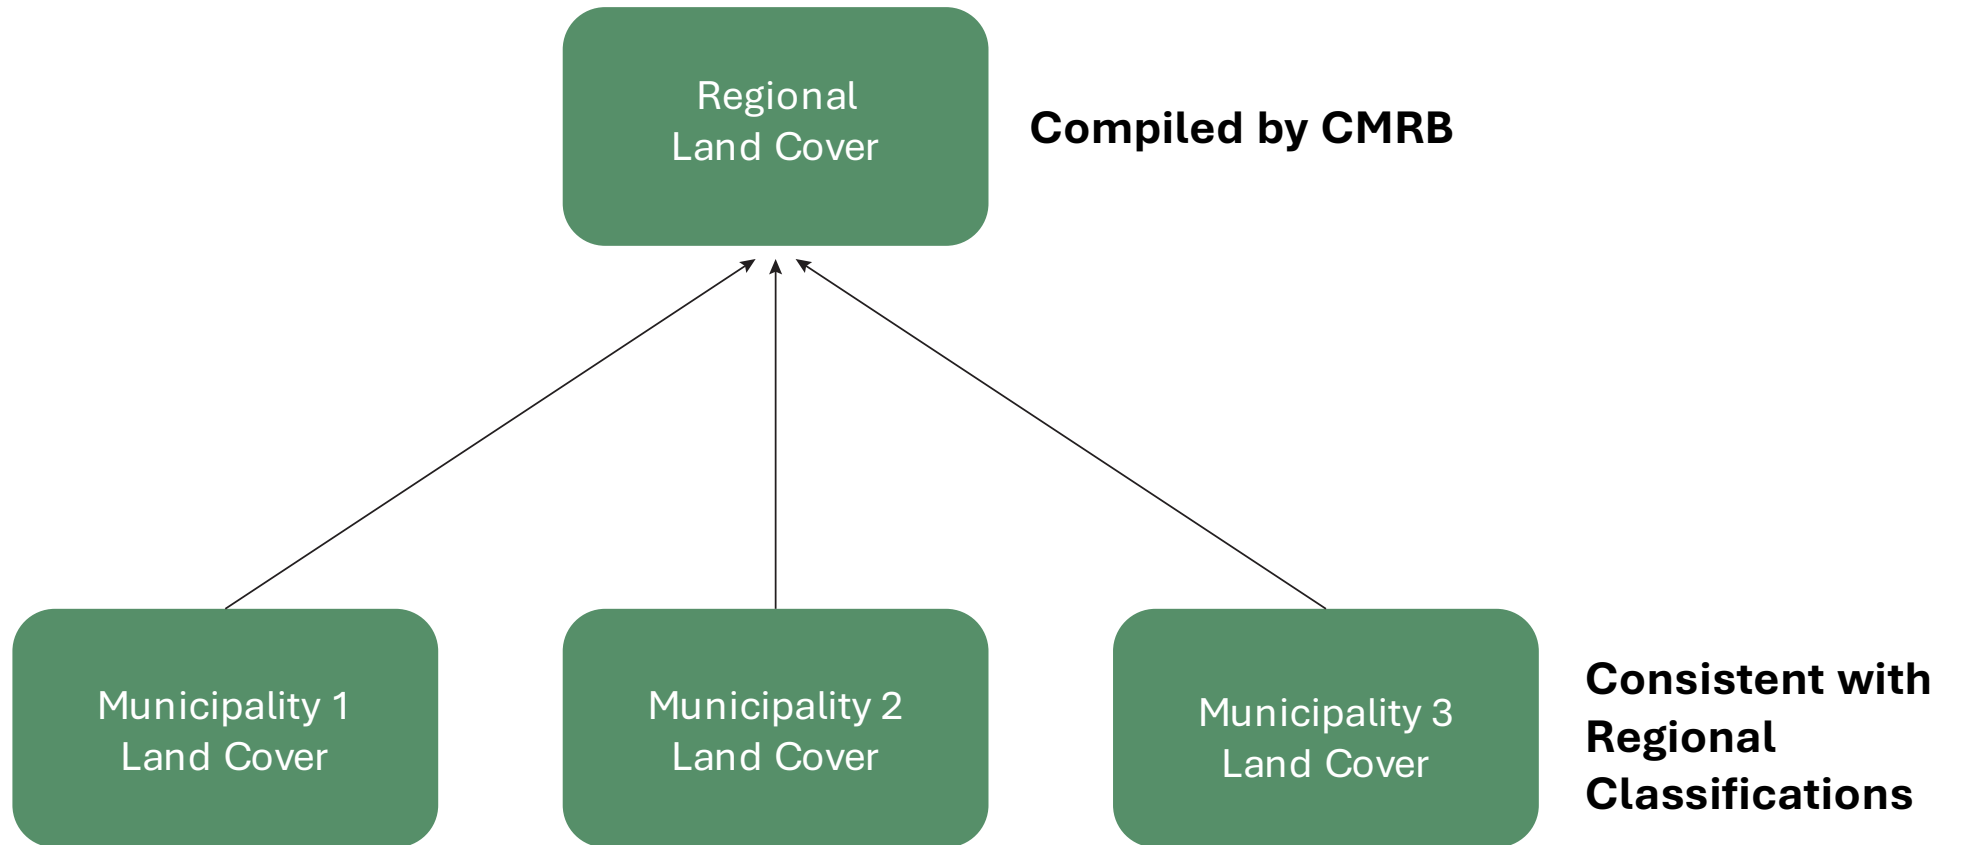 Regional
Land Cover
Compiled by CMRB
Municipality 1
Land Cover
Municipality 2
Land Cover
Municipality 3
Land Cover
Consistent with
Regional
Classifications